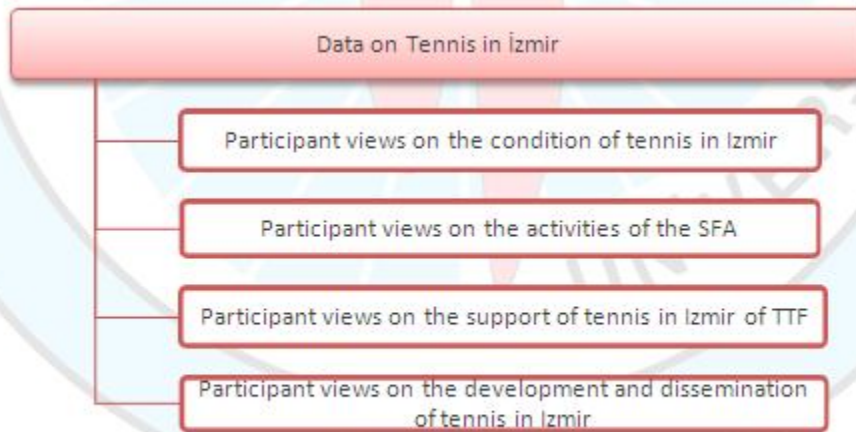 Data on Tennis in İzmir
Participant views on the condition of tennis in Izmir
Participant views on the activities of the SFA
Participant views on the support of tennis in Izmir of TTF
Participant views on the development and dissemination
of tennis in Izmir